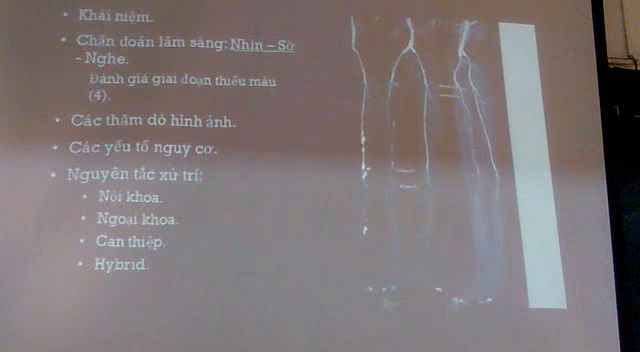 Khái niệm.
Chẩn đoán lâm sàng: Nhìn – Sờ
- Nghe.
Đánh giá giai đoạn thiếu máu
(4).
Các thăm dò hình ảnh.
Các yếu tố nguy cơ.
Nguyên tắc xử trí:
Nội khoa.
Ngoại khoa.
Can thiệp.
Hybrid.